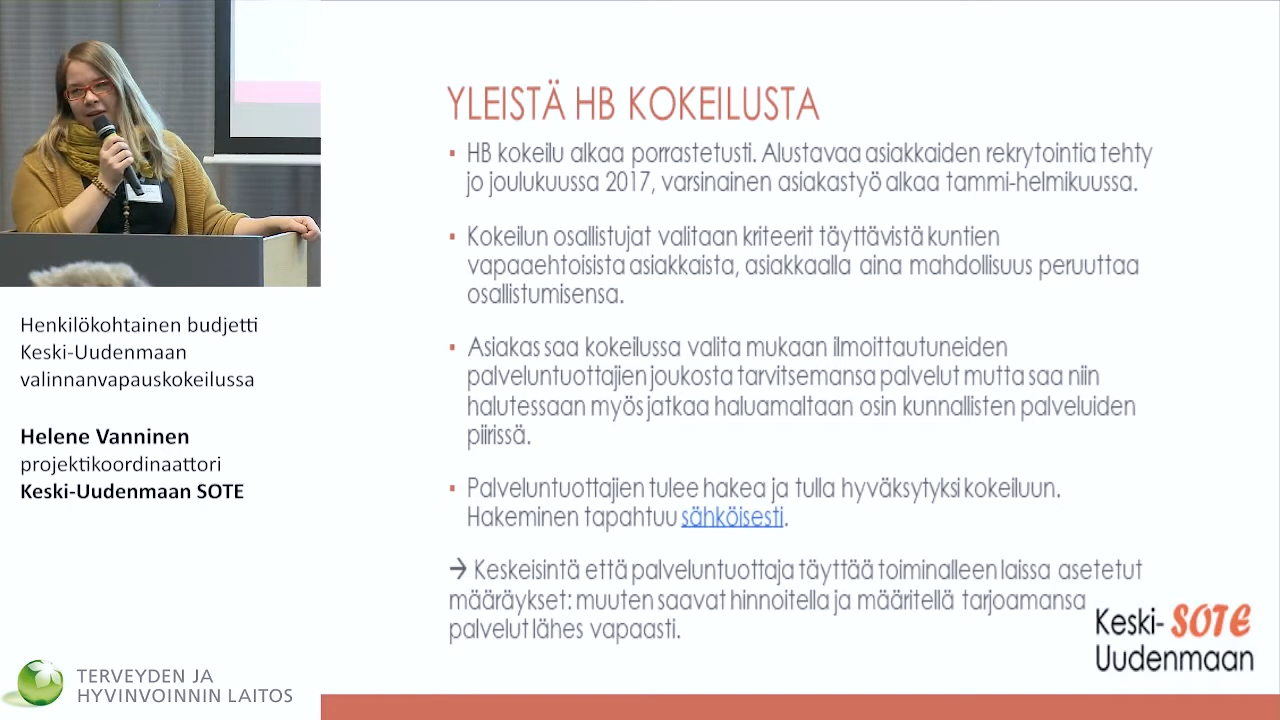 Henkilökohtainen budjetti
Keski-Uudenmaan
valinnanvapauskokeilussa
Helene Vanninen
projektikoordinaattori
Keski-Uudenmaan SOTE
TERVEYDEN JA
HYVINVOINNIN LAITOS
YLEISTÄ HB KOKEILUSTA
▪ HB kokeilu alkaa porrastetusti. Alustavaa asiakkaiden rekrytointia tehty
jo joulukuussa 2017, varsinainen asiakastyö alkaa tammi-helmikuussa.
▪ Kokeilun osallistujat valitaan kriteerit täyttävistä kuntien
vapaaehtoisista asiakkaista, asiakkaalla aina mahdollisuus peruuttaa
osallistumisensa.
▪ Asiakas saa kokeilussa valita mukaan ilmoittautuneiden
palveluntuottajien joukosta tarvitsemansa palvelut mutta saa niin
halutessaan myös jatkaa haluamaltaan osin kunnallisten palveluiden
piirissä.
▪ Palveluntuottajien tulee hakea ja tulla hyväksytyksi kokeiluun.
Hakeminen tapahtuu sähköisesti.
→ Keskeisintä että palveluntuottaja täyttää toiminalleen laissa asetetut
määräykset: muuten saavat hinnoitella ja määritellä tarjoamansa
palvelut lähes vapaasti.
Keski- SOTE
Uudenmaan